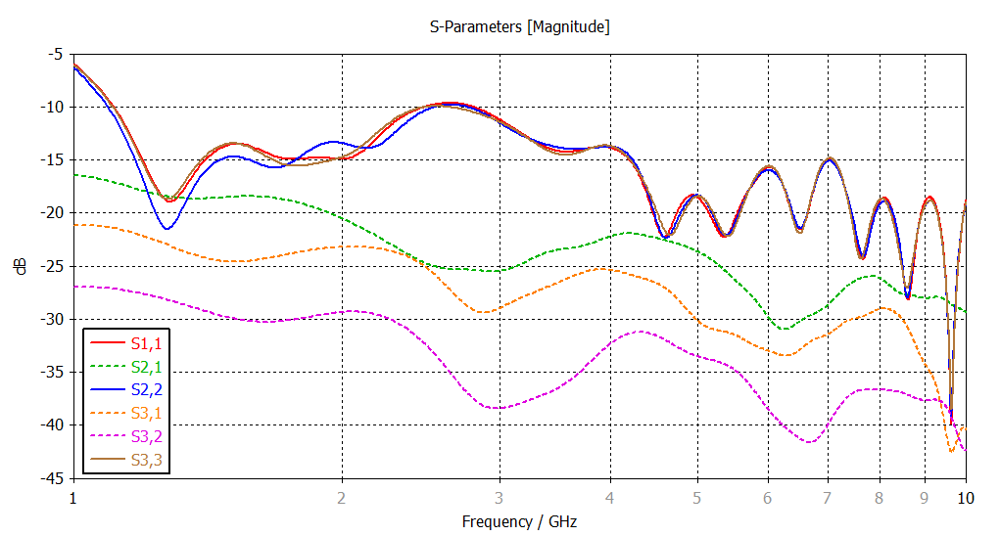 S-Parameters [Magnitude]
-5
-10
-15
-20
-25
-30
-35
-40
-45
dB
S1,1
S2,1
S2,2
S3,1
S3,2
S3,3
1 2 3 4 5 6 7 8 9 10
Frequency / GHz